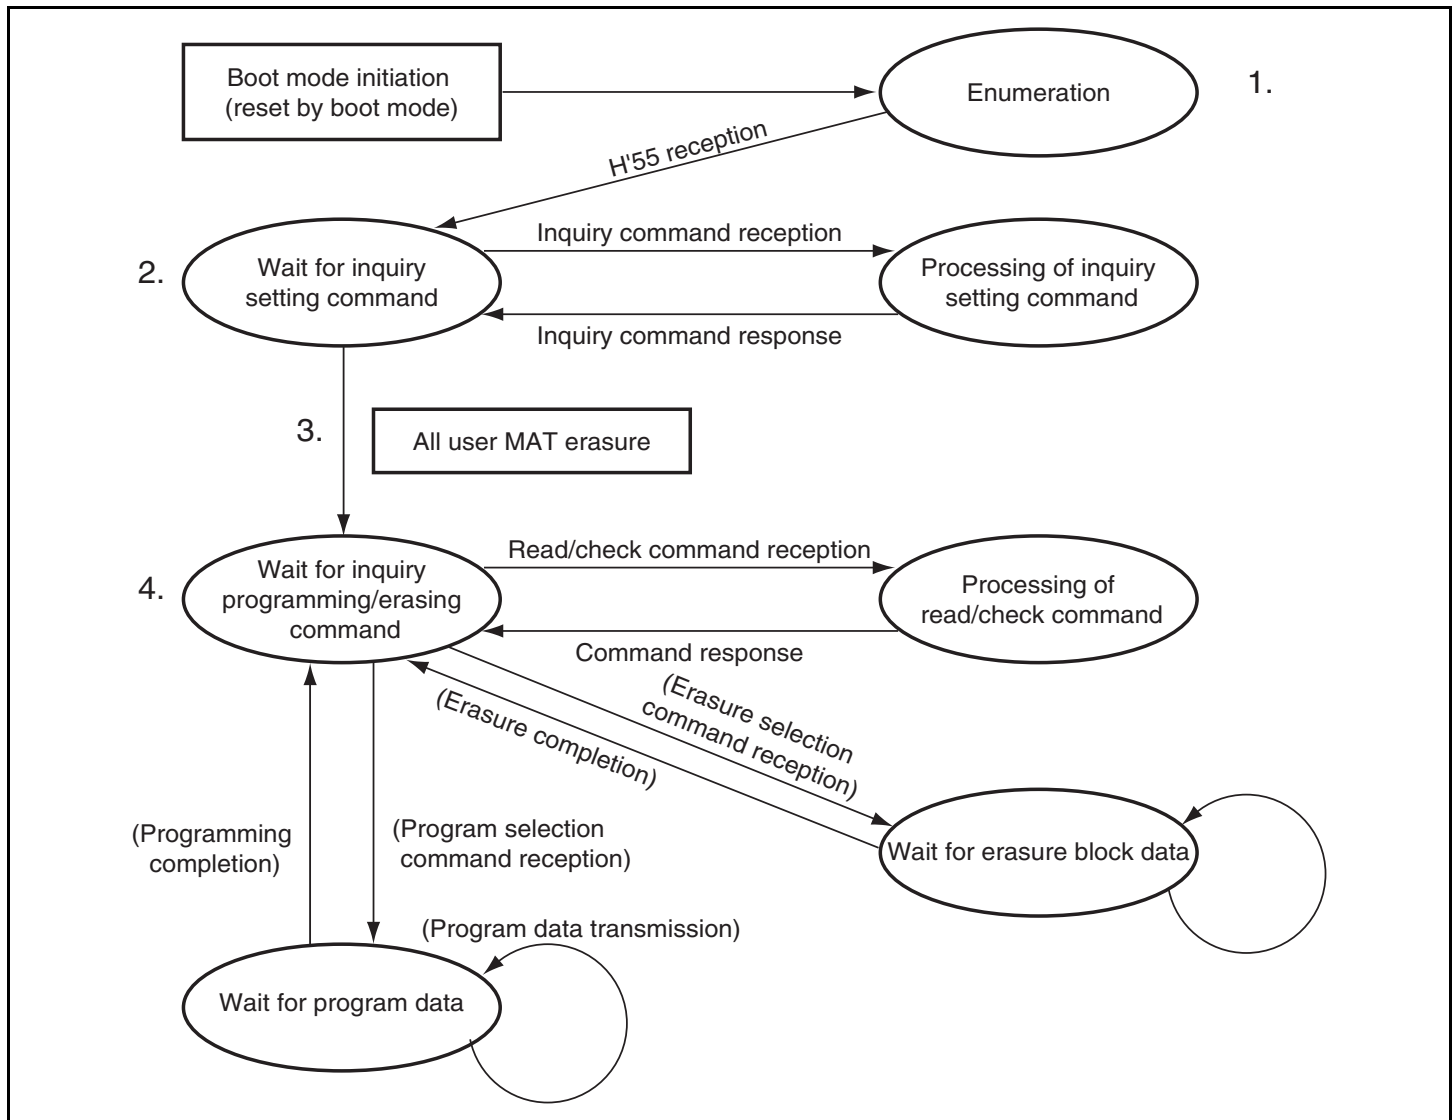 Boot mode initiation
(reset by boot mode)
Enumeration
1.
H'55 reception
2.
Wait for inquiry
setting command
Inquiry command reception
Inquiry command response
Processing of inquiry
setting command
3.
All user MAT erasure
4.
Wait for inquiry
programming/erasing
command
Read/check command reception
Command response
Processing of
read/check command
(Erasure selection
command reception)
(Erasure completion)
Wait for erasure block data
(Programming
completion)
(Program selection
command reception)
(Program data transmission)
Wait for program data